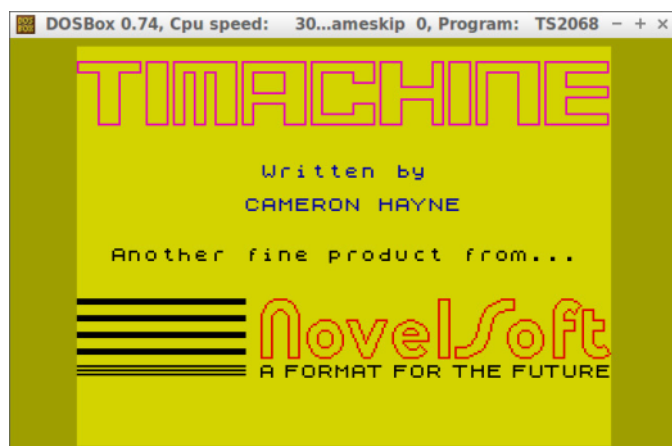 DOSBox 0.74, Cpu speed: 30...ameskip 0, Program: TS2068
TIMACHINE
Written by
CAMERON HAYNE
Another fine product from...
NovelSoft
A FORMAT FOR THE FUTURE